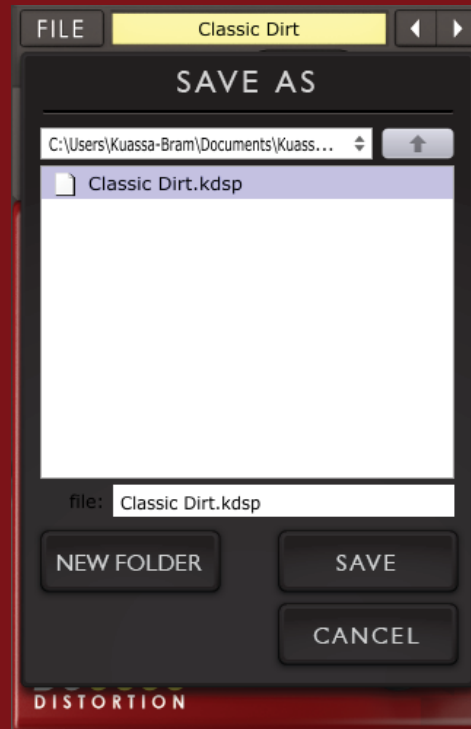 FILE Classic Dirt
SAVE AS
C:\Users\Kuassa-Bram\Documents\Kuass...
Classic Dirt.kdsp
file: Classic Dirt.kdsp
NEW FOLDER SAVE
CANCEL
DISTORTION